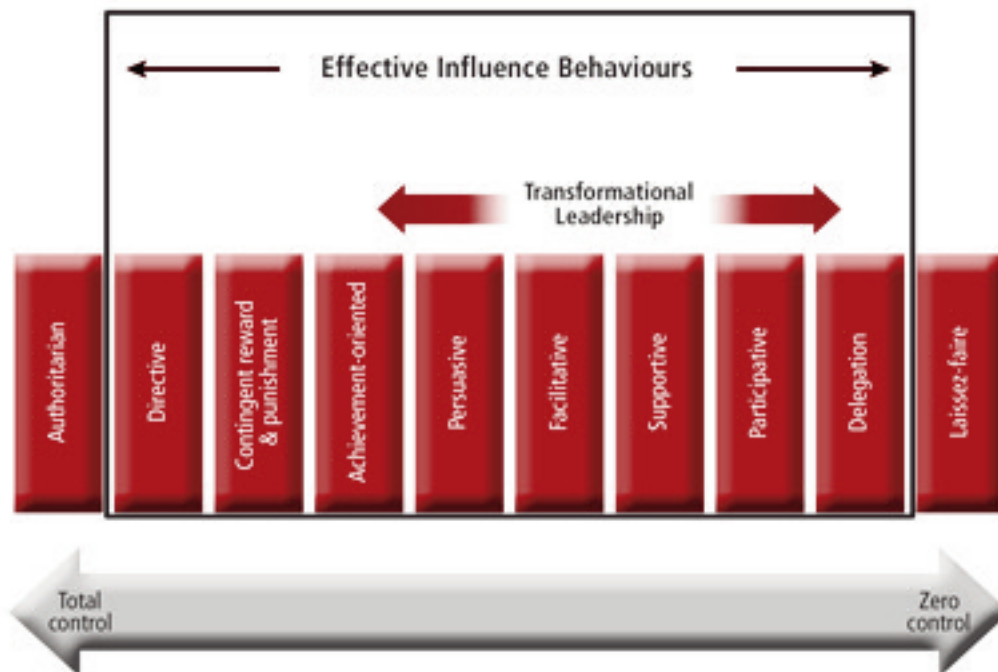 Effective Influence Behaviours
Transformational
Leadership
Authoritarian
Directive
Contingent reward
& punishment
Achievement-oriented
Persuasive
Facilitative
Supportive
Participative
Delegation
Laissez-faire
Total
control
Zero
control